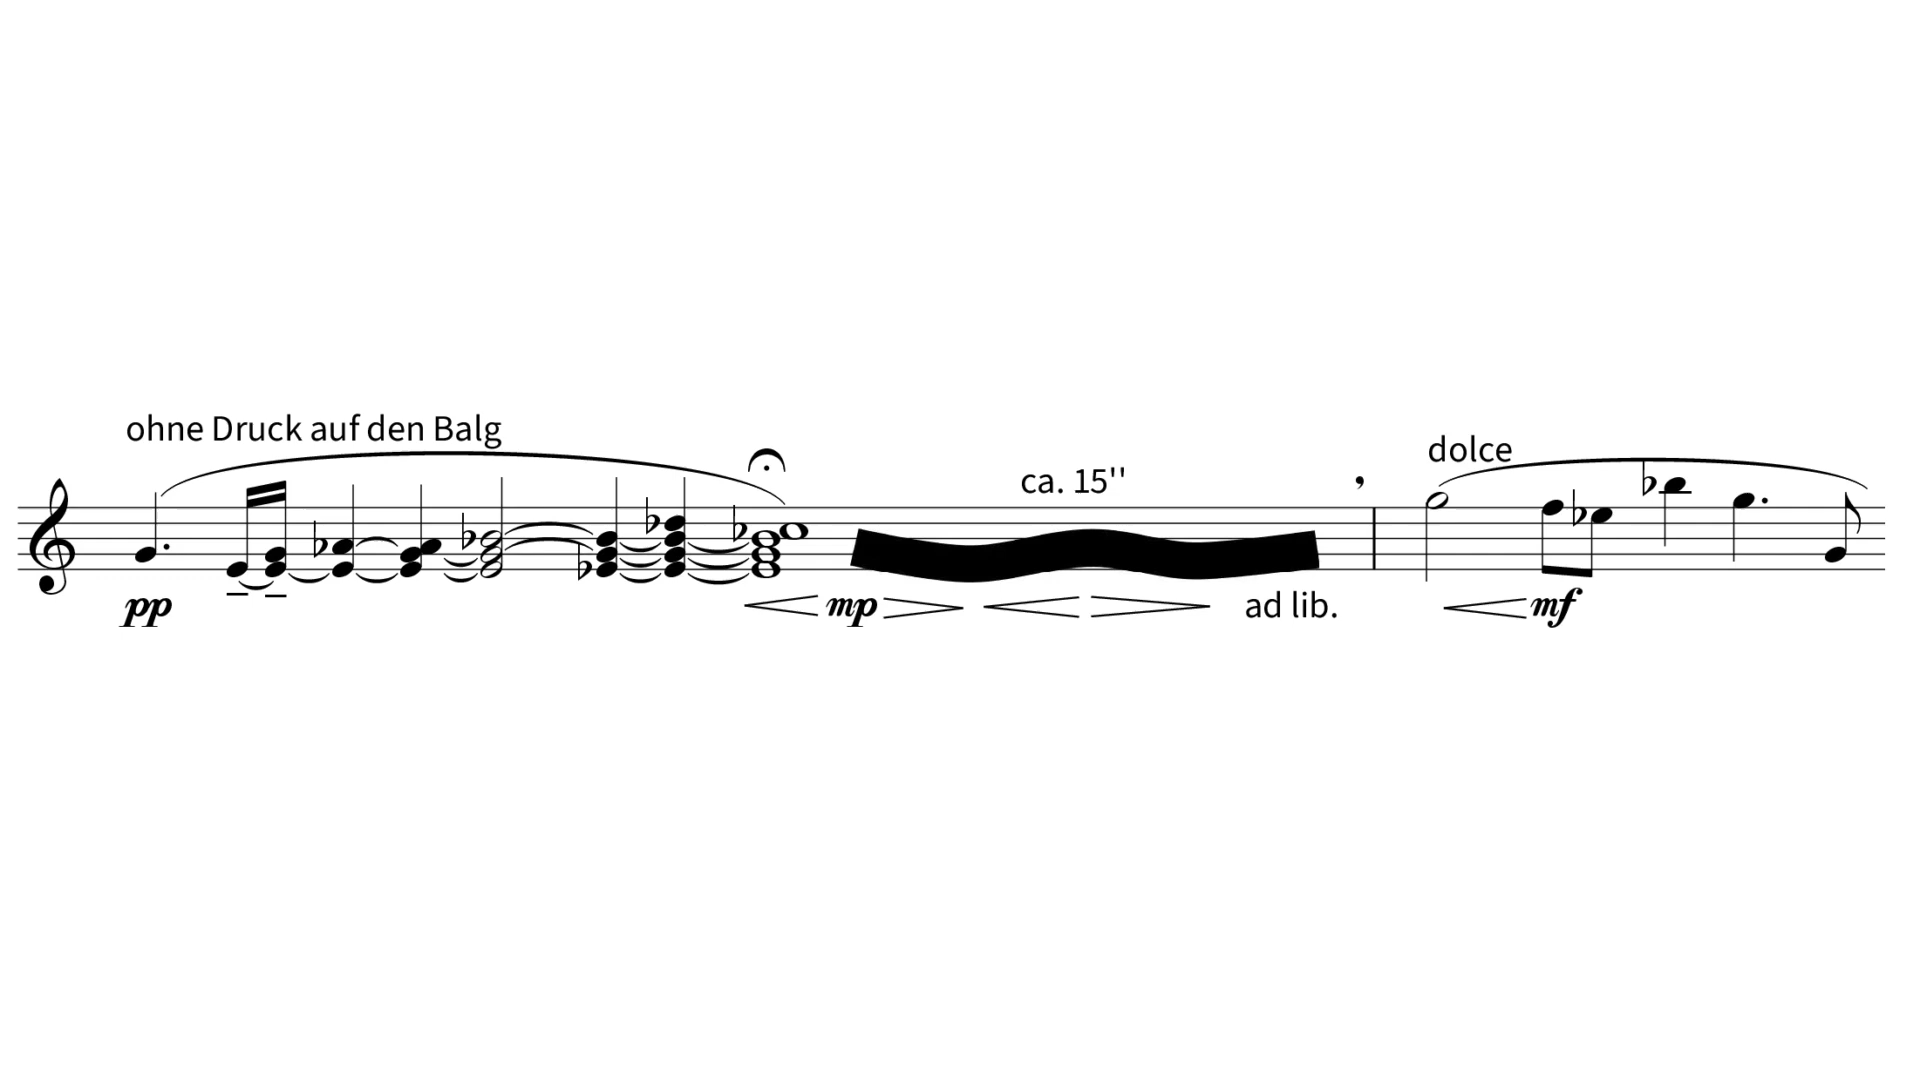 ohne Druck auf den Balg
dolce
ca. 15''
pp
mp
ad lib.
mf